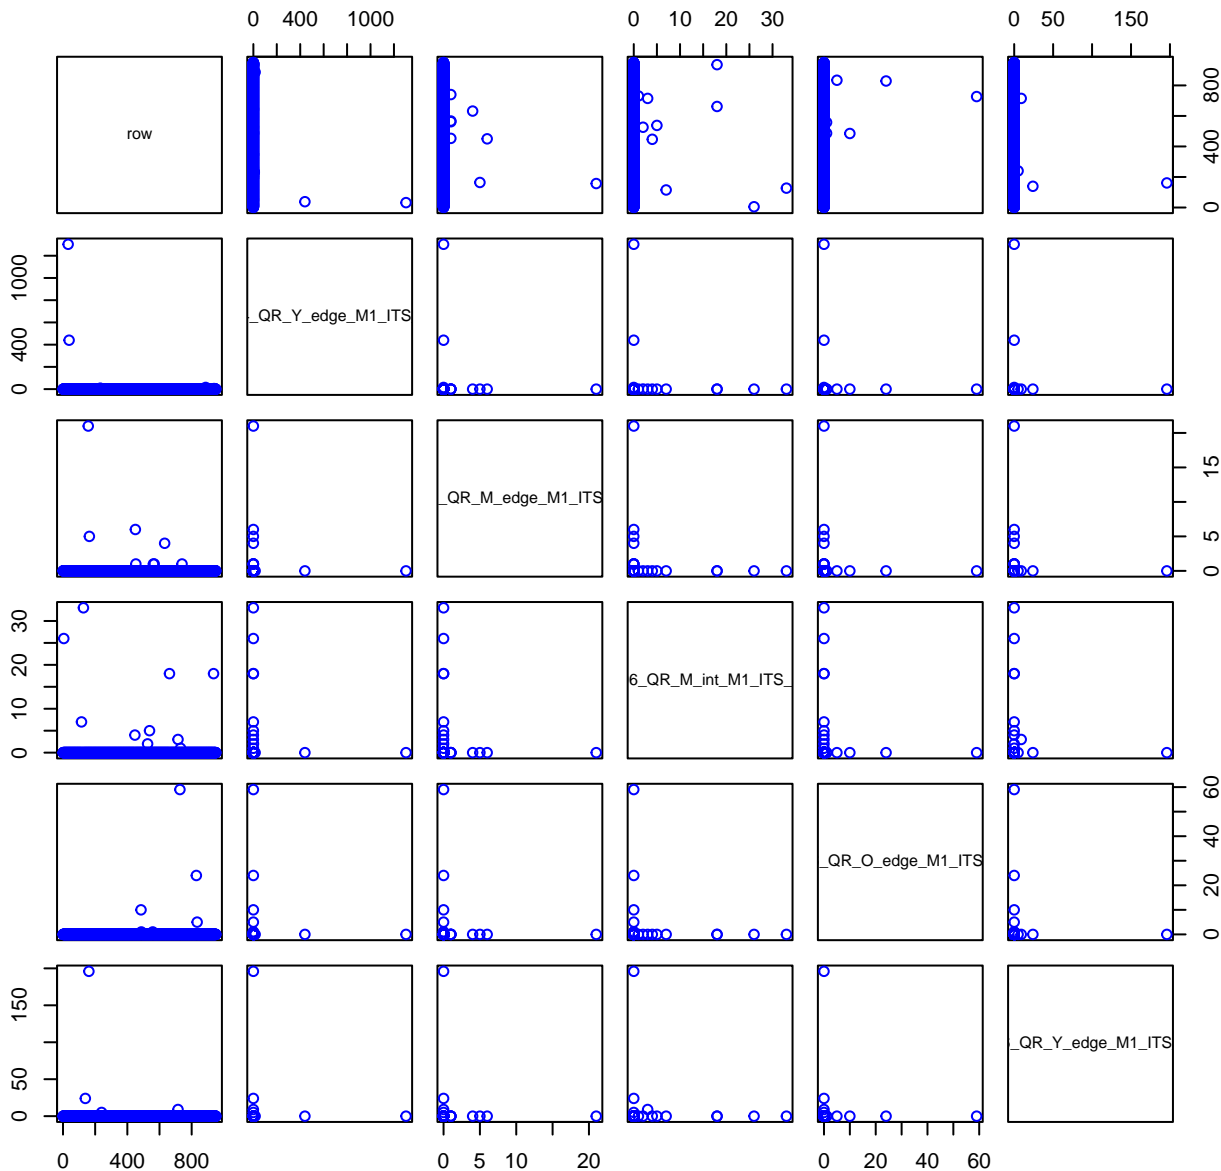 0 400 1000 0 10 20 30 0 50 150
row
0 400 800
0 400 1000
_QR_Y_edge_M1_ITS
_QR_M_edge_M1_ITS
0 5 15
0 10 20 30
6_QR_M_int_M1_ITS_
_QR_O_edge_M1_ITS
0 20 40 60
0 50 150
_QR_Y_edge_M1_ITS
0 400 800 0 5 10 20 0 20 40 60